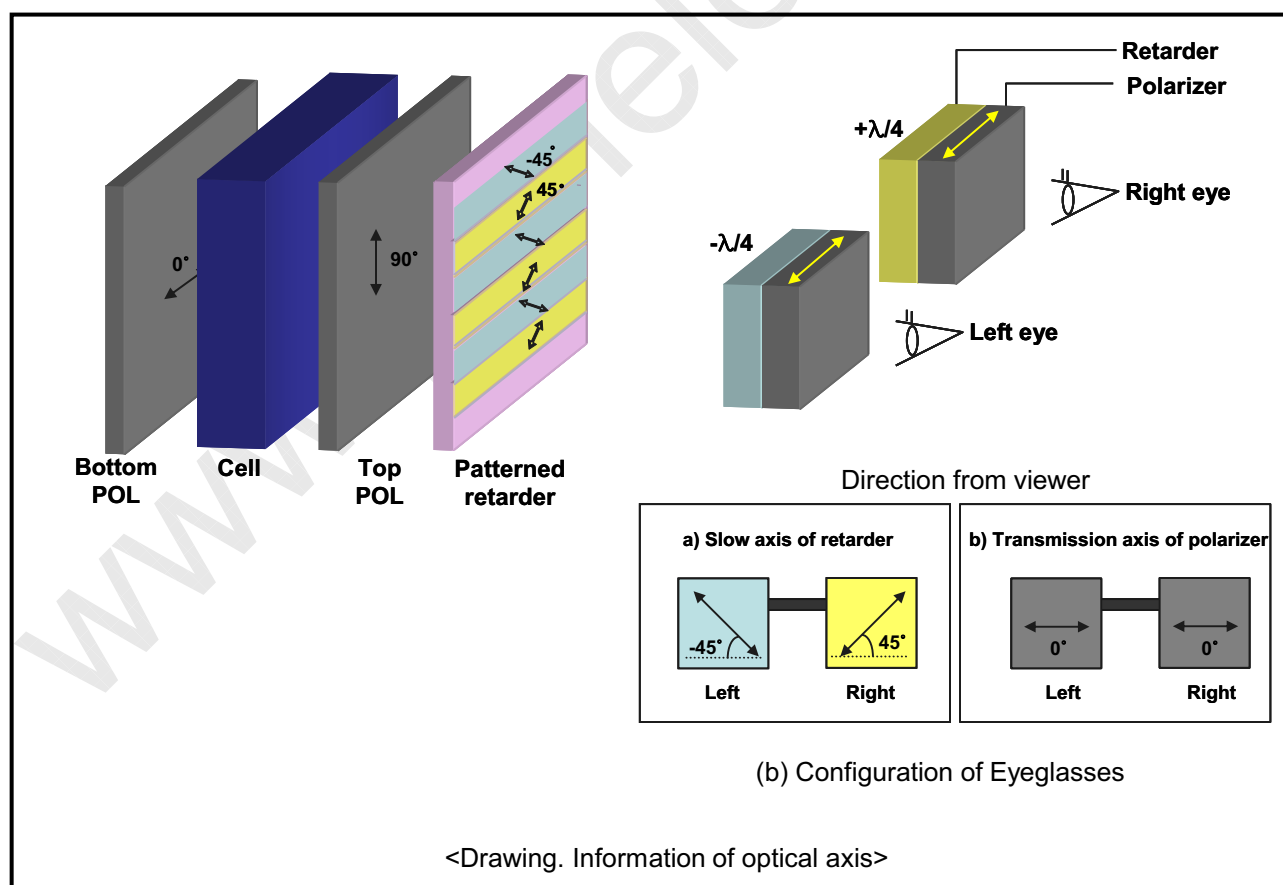 Retarder
Polarizer
+λ/4
-45°
45°
Right eye
0°
90°
-λ/4
Left eye
Bottom
POL
Cell
Top
POL
Patterned
retarder
Direction from viewer
a) Slow axis of retarder
-45°
45°
Left
Right
b) Transmission axis of polarizer
0°
0°
Left
Right
(b) Configuration of Eyeglasses
<Drawing. Information of optical axis>
www